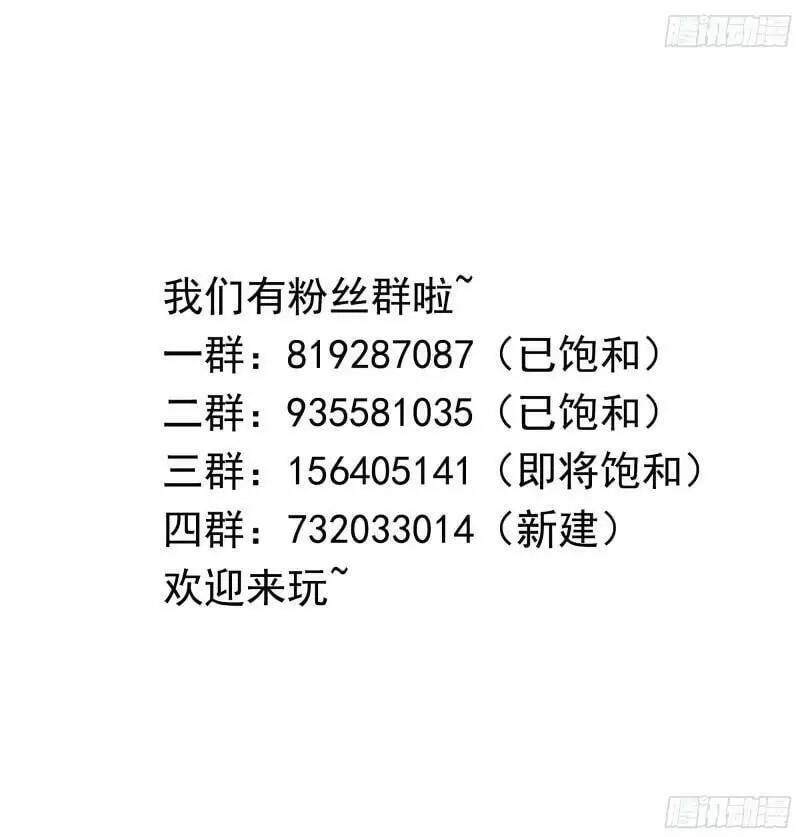 腾讯动漫
我们有粉丝群啦~
一群：819287087（已饱和）
二群：935581035（已饱和）
三群：156405141（即将饱和）
四群：732033014（新建）
欢迎来玩~
腾讯动漫